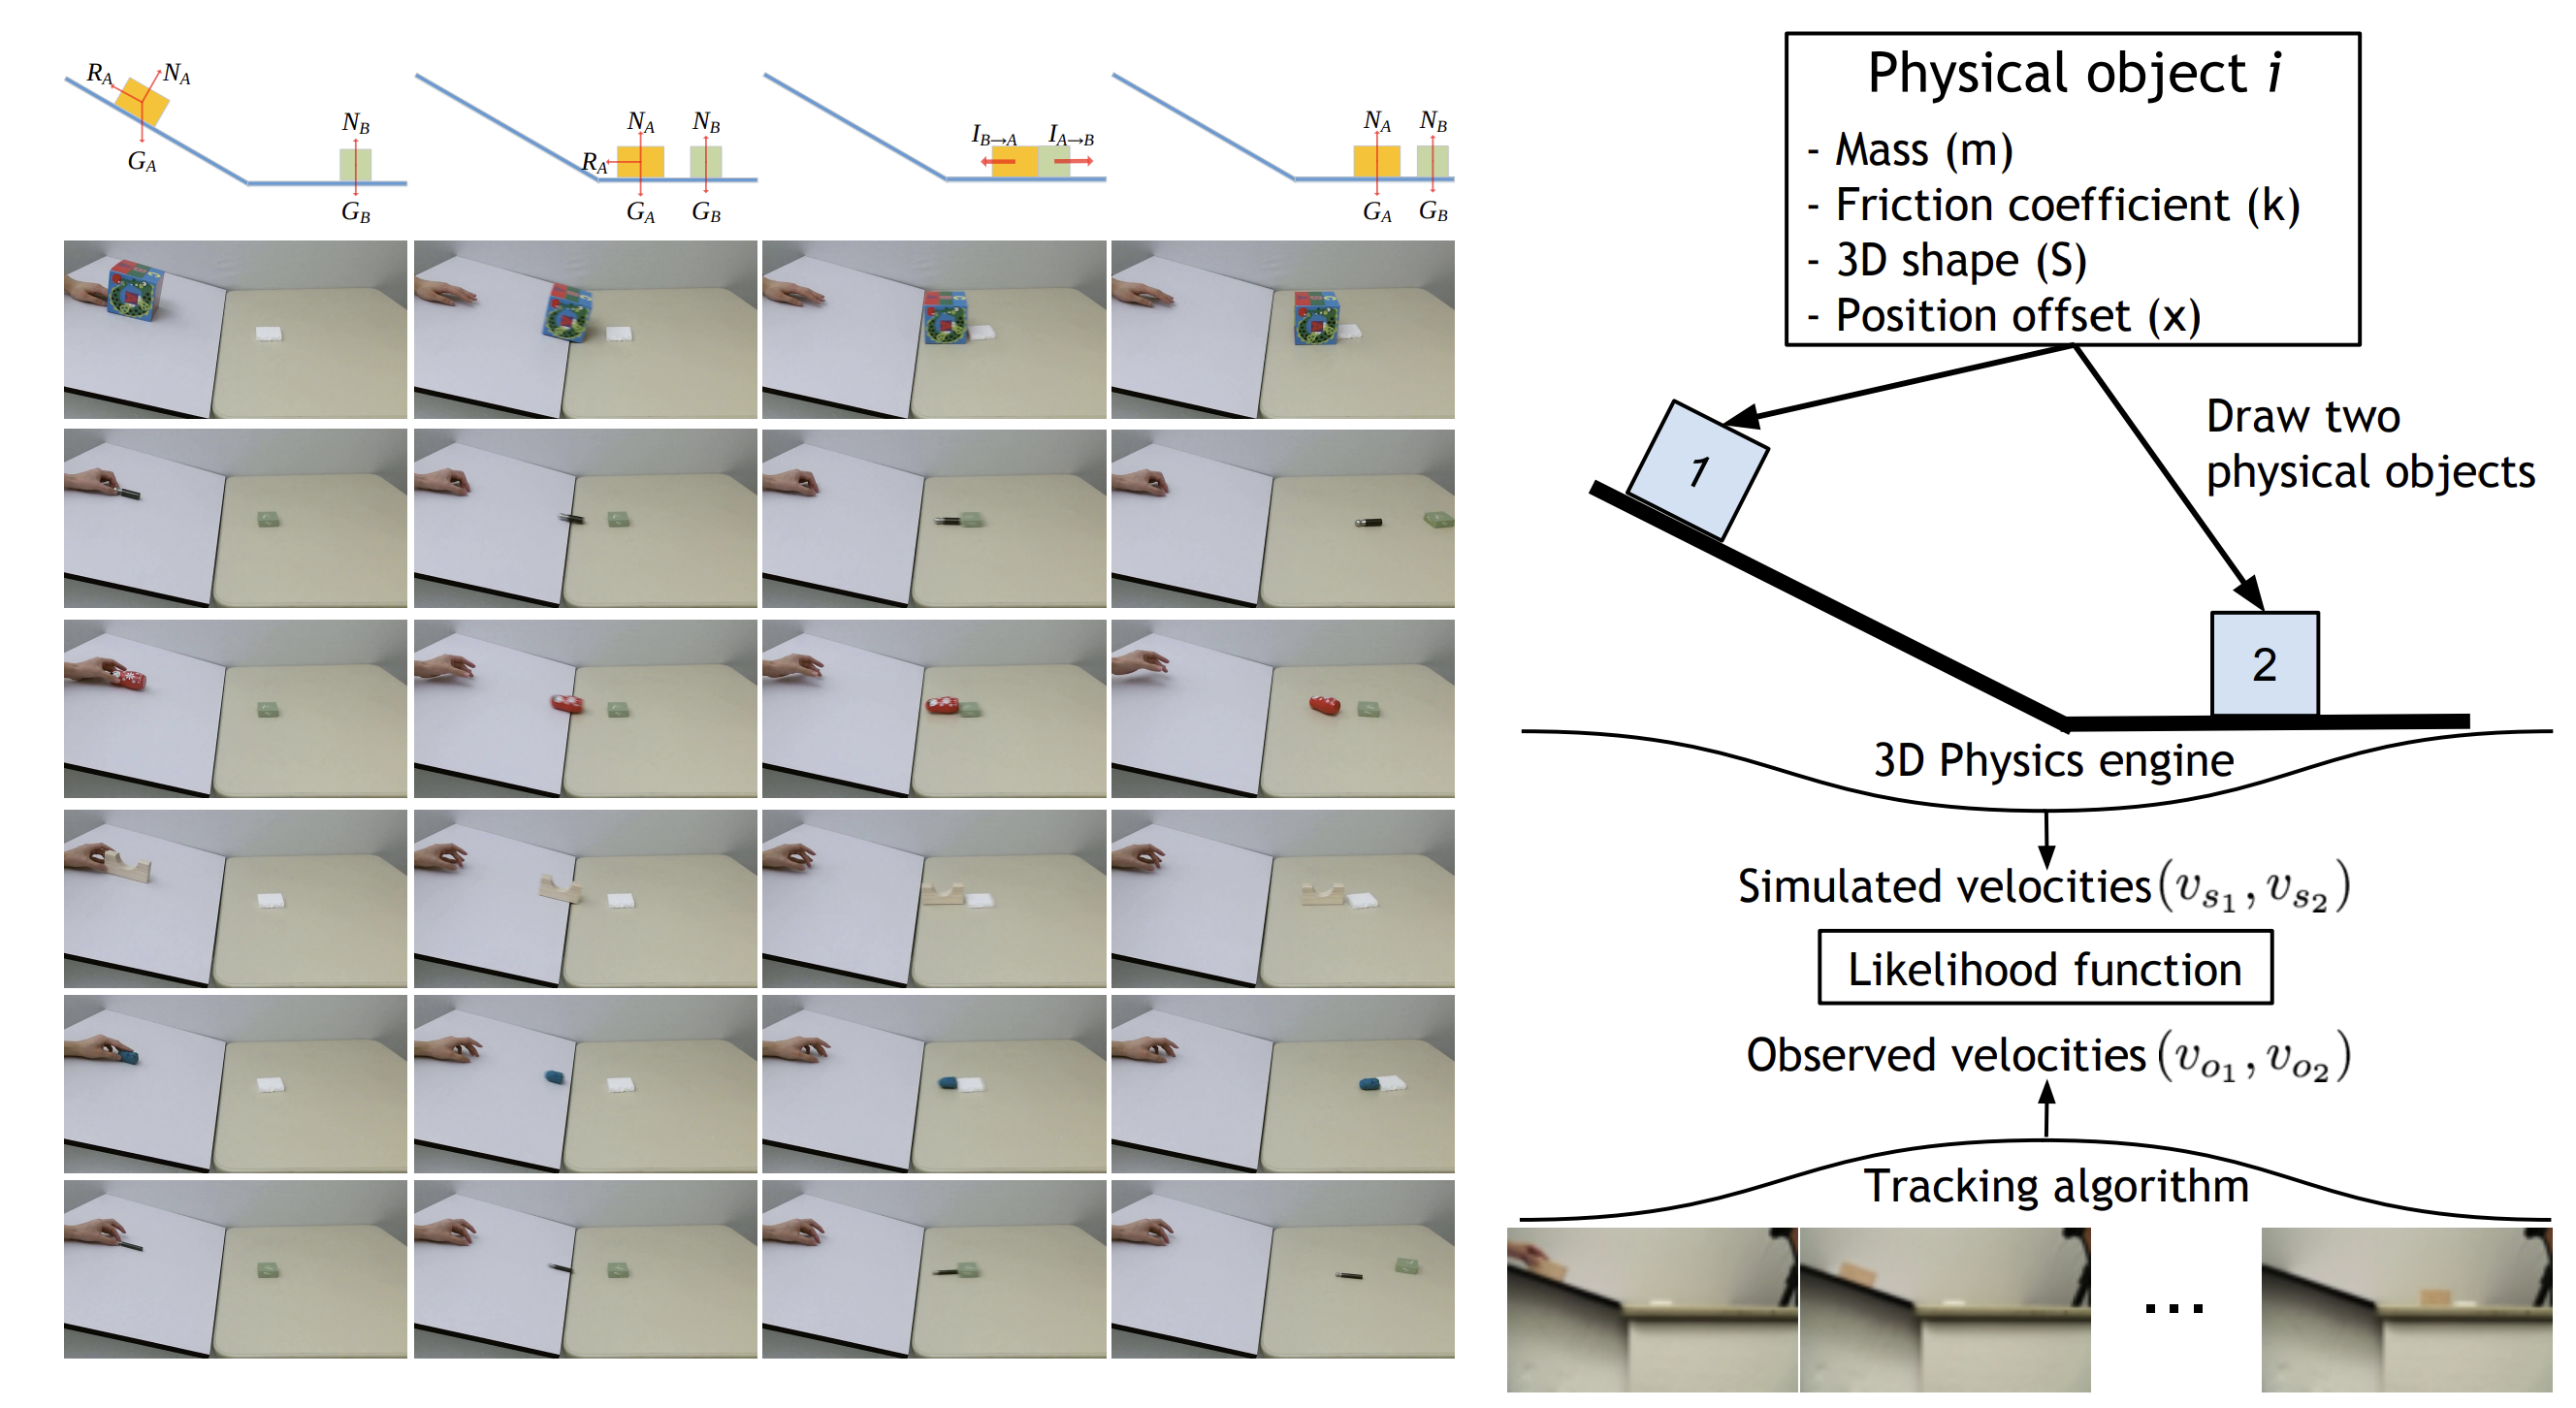 R_A N_A
G_A
N_B
G_B
N_A N_B
R_A
G_A G_B
I_{B→A} I_{A→B}
N_A N_B
G_A G_B
Physical object i
- Mass (m)
- Friction coefficient (k)
- 3D shape (S)
- Position offset (x)
Draw two
physical objects
1
2
3D Physics engine
Simulated velocities (v_{s_1}, v_{s_2})
Likelihood function
Observed velocities (v_{o_1}, v_{o_2})
Tracking algorithm
...